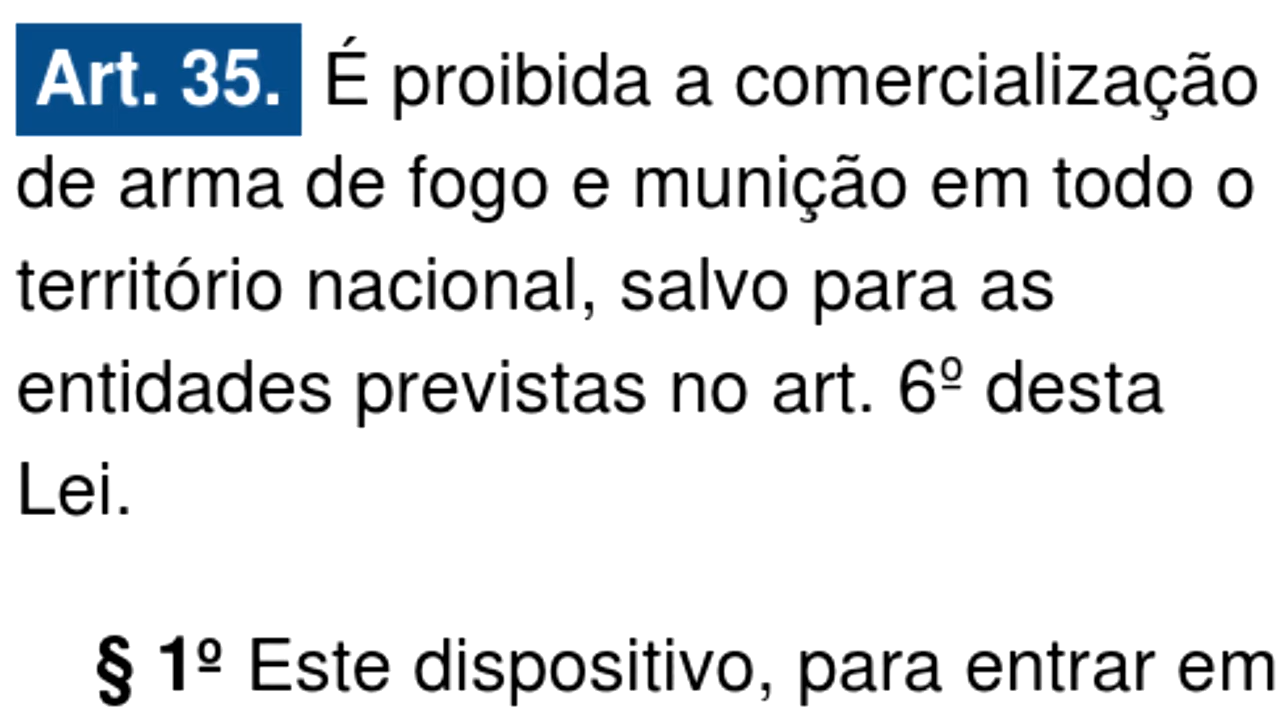 Art. 35. É proibida a comercialização
de arma de fogo e munição em todo o
território nacional, salvo para as
entidades previstas no art. 6º desta
Lei.
§ 1º Este dispositivo, para entrar em